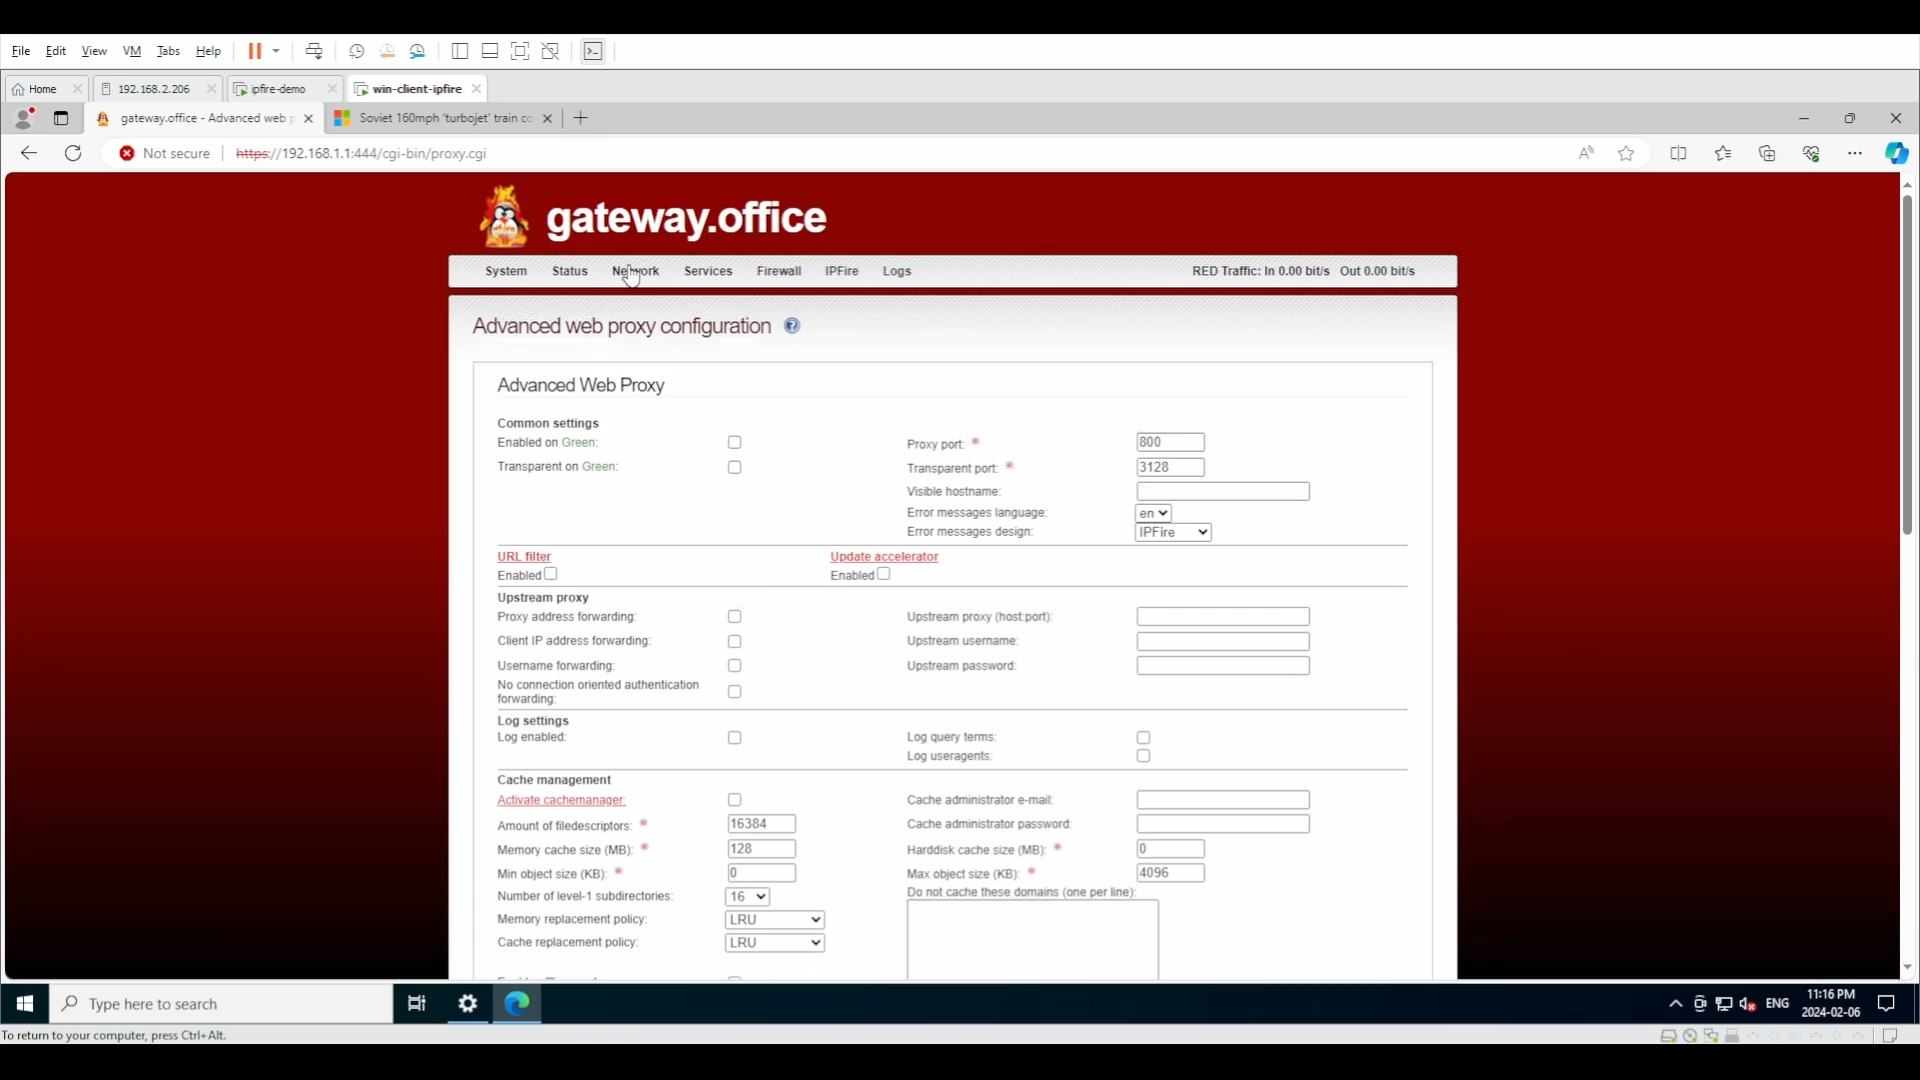 File Edit View VM Tabs Help
Home 192.168.2.206 ipfire-demo win-client-ipfire
gateway.office - Advanced web p Soviet 160mph 'turbojet' train co
Not secure https://192.168.1.1:444/cgi-bin/proxy.cgi
gateway.office
System Status Network Services Firewall IPFire Logs RED Traffic: In 0.00 bit/s Out 0.00 bit/s
Advanced web proxy configuration
Advanced Web Proxy
Common settings
Enabled on Green: Proxy port: * 800
Transparent on Green: Transparent port: * 3128
Visible hostname:
Error messages language: en
Error messages design: IPFire
URL filter Update accelerator
Enabled Enabled
Upstream proxy
Proxy address forwarding: Upstream proxy (host:port):
Client IP address forwarding: Upstream username:
Username forwarding: Upstream password:
No connection oriented authentication
forwarding:
Log settings
Log enabled: Log query terms:
Log useragents:
Cache management
Activate cachemanager: Cache administrator e-mail:
Amount of filedescriptors: * 16384 Cache administrator password:
Memory cache size (MB): * 128 Harddisk cache size (MB): * 0
Min object size (KB): * 0 Max object size (KB): * 4096
Number of level-1 subdirectories: 16 Do not cache these domains (one per line):
Memory replacement policy: LRU
Cache replacement policy: LRU
Type here to search ENG 11:16 PM
2024-02-06
To return to your computer, press Ctrl+Alt.